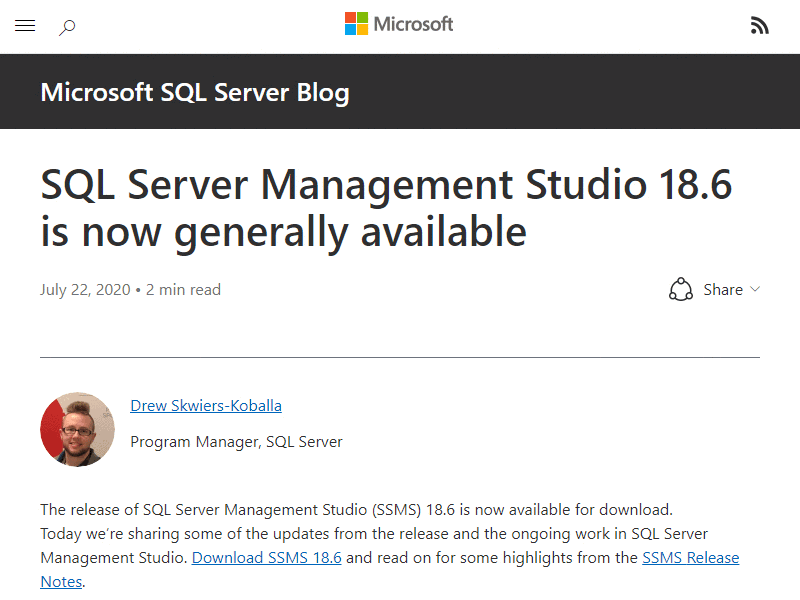 Microsoft
Microsoft SQL Server Blog
SQL Server Management Studio 18.6
is now generally available
July 22, 2020 • 2 min read
Share
Drew Skwiers-Koballa
Program Manager, SQL Server
The release of SQL Server Management Studio (SSMS) 18.6 is now available for download.
Today we’re sharing some of the updates from the release and the ongoing work in SQL Server
Management Studio. Download SSMS 18.6 and read on for some highlights from the SSMS Release
Notes.